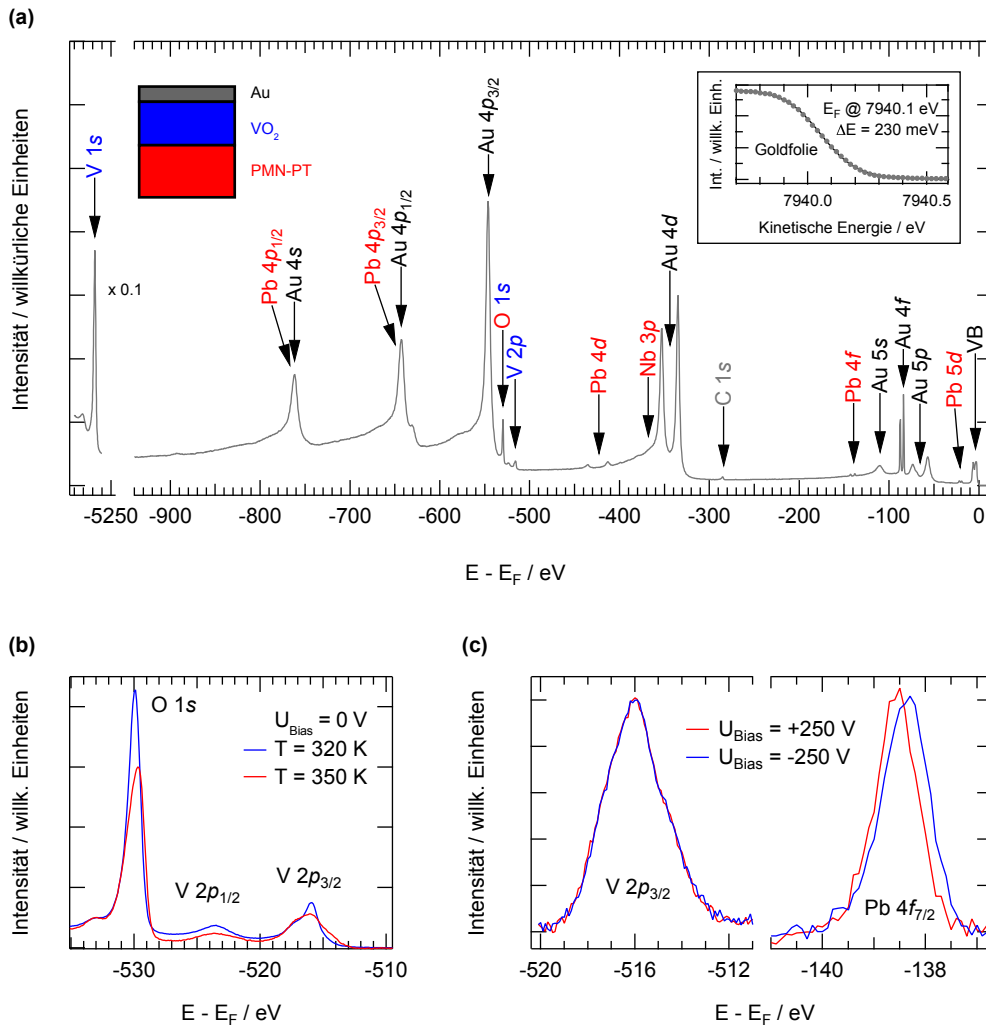 (a)
Intensität / willkürliche Einheiten
V 1s
x 0.1
Au
VO2
PMN-PT
Pb 4p1/2
Au 4s
Pb 4p3/2
Au 4p1/2
Au 4p3/2
O 1s
V 2p
Pb 4d
Nb 3p
Au 4d
C 1s
Pb 4f
Au 5s
Au 4f
Au 5p
Pb 5d
VB
Int. / willk. Einh.
EF @ 7940.1 eV
ΔE = 230 meV
Goldfolie
7940.0 7940.5
Kinetische Energie / eV
-5250 -900 -800 -700 -600 -500 -400 -300 -200 -100 0
E - EF / eV
(b)
Intensität / willk. Einheiten
O 1s
UBias = 0 V
T = 320 K
T = 350 K
V 2p1/2
V 2p3/2
-530 -520 -510
E - EF / eV
(c)
Intensität / willk. Einheiten
UBias = +250 V
UBias = -250 V
V 2p3/2
Pb 4f7/2
-520 -516 -512 -140 -138
E - EF / eV